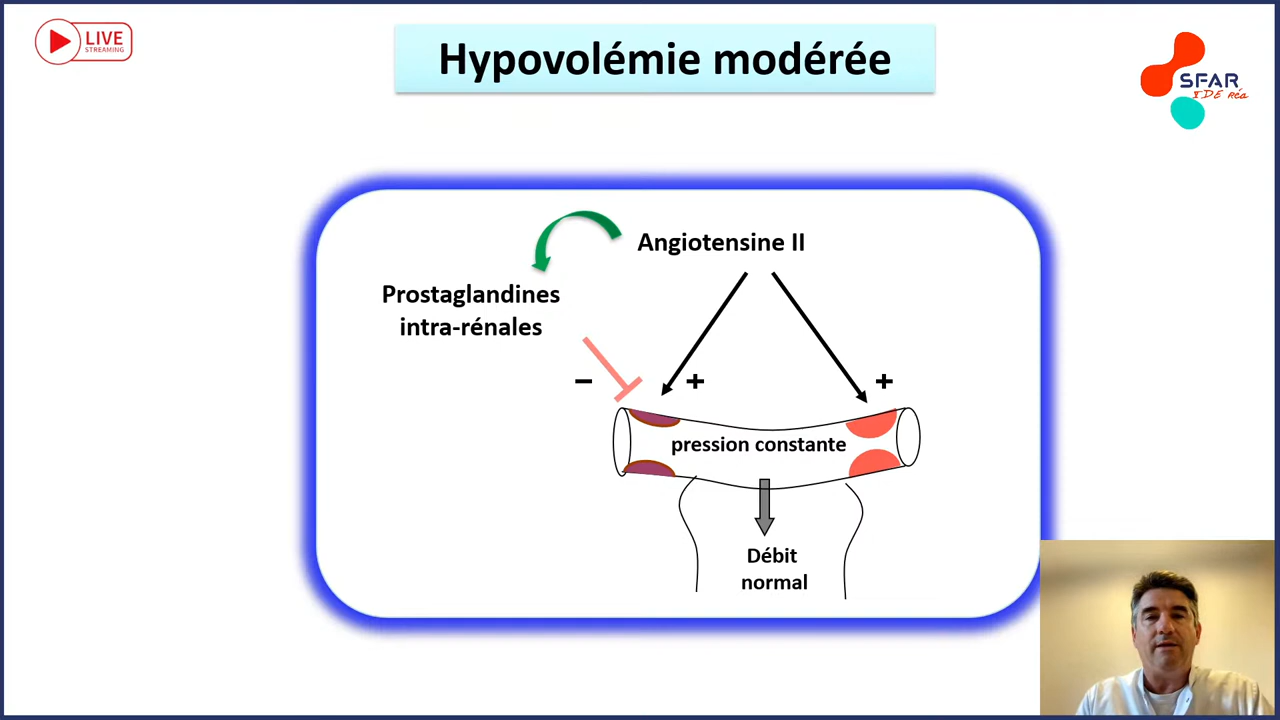 LIVE
STREAMING
Hypovolémie modérée
SFAR
IDE Réa
Angiotensine II
Prostaglandines
intra-rénales
– + +
pression constante
Débit
normal